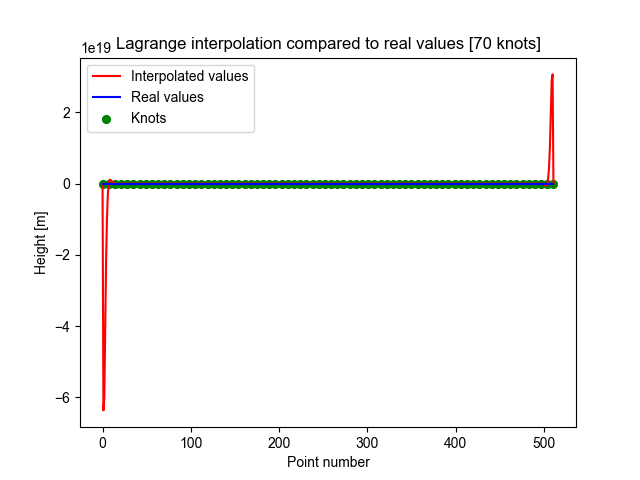 1e19 Lagrange interpolation compared to real values [70 knots]
Interpolated values
Real values
Knots
2
0
−2
−4
−6
Height [m]
0 100 200 300 400 500
Point number